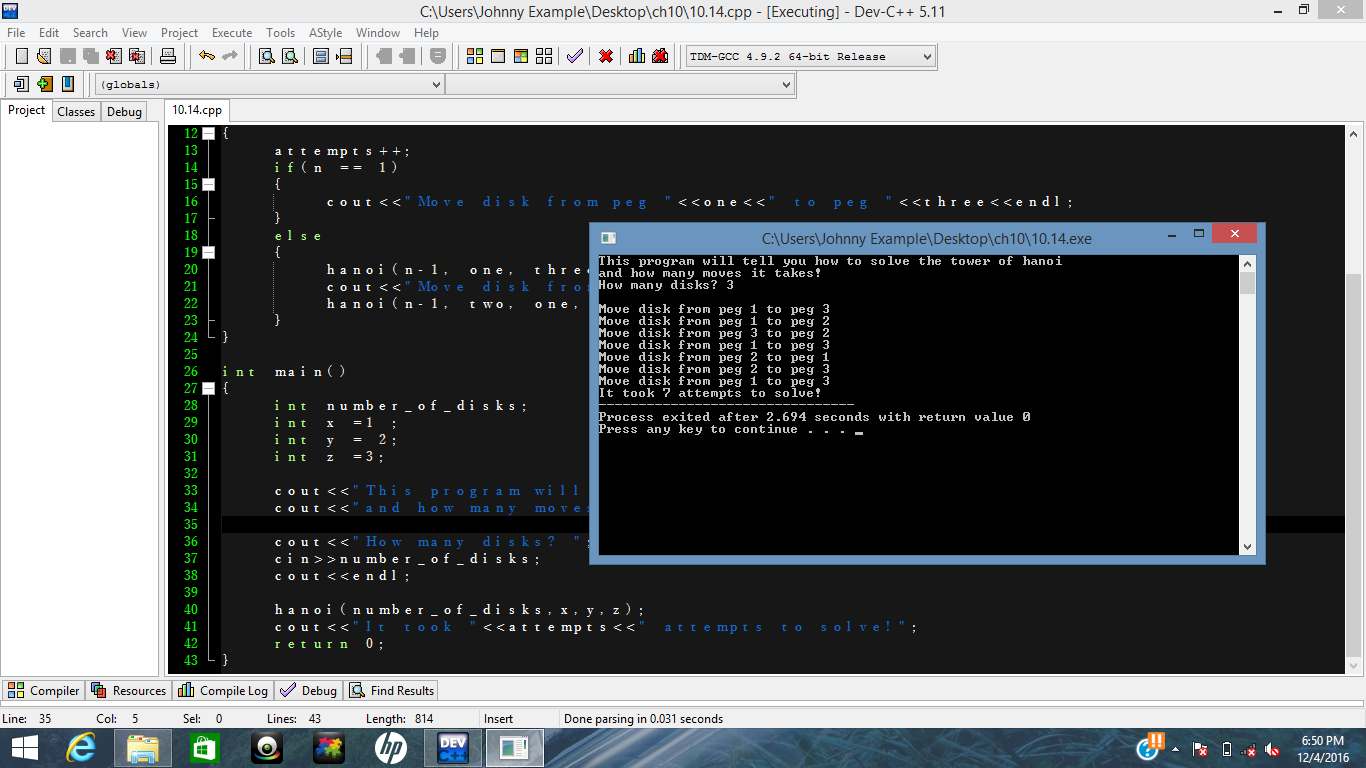 C:\Users\Johnny Example\Desktop\ch10\10.14.cpp - [Executing] - Dev-C++ 5.11
File Edit Search View Project Execute Tools AStyle Window Help
TDM-GCC 4.9.2 64-bit Release
(globals)
Project Classes Debug 10.14.cpp
12 {
13 attempts++;
14 if(n == 1)
15 {
16 cout<<"Move disk from peg "<<one<<" to peg "<<three<<endl;
17 }
18 else
19 {
20 hanoi(n-1, one, three
21 cout<<"Move disk from
22 hanoi(n-1, two, one,
23 }
24 }
25
26 int main()
27 {
28 int number_of_disks;
29 int x =1 ;
30 int y = 2;
31 int z =3;
32
33 cout<<"This program will
34 cout<<"and how many moves
35
36 cout<<"How many disks? ";
37 cin>>number_of_disks;
38 cout<<endl;
39
40 hanoi(number_of_disks,x,y,z);
41 cout<<"It took "<<attempts<<" attempts to solve!";
42 return 0;
43 }
C:\Users\Johnny Example\Desktop\ch10\10.14.exe
This program will tell you how to solve the tower of hanoi
and how many moves it takes!
How many disks? 3
Move disk from peg 1 to peg 3
Move disk from peg 1 to peg 2
Move disk from peg 3 to peg 2
Move disk from peg 1 to peg 3
Move disk from peg 2 to peg 1
Move disk from peg 2 to peg 3
Move disk from peg 1 to peg 3
It took 7 attempts to solve!
--------------------------------
Process exited after 2.694 seconds with return value 0
Press any key to continue . . .
Compiler Resources Compile Log Debug Find Results
Line: 35 Col: 5 Sel: 0 Lines: 43 Length: 814 Insert Done parsing in 0.031 seconds
hp DEV C++
6:50 PM
12/4/2016